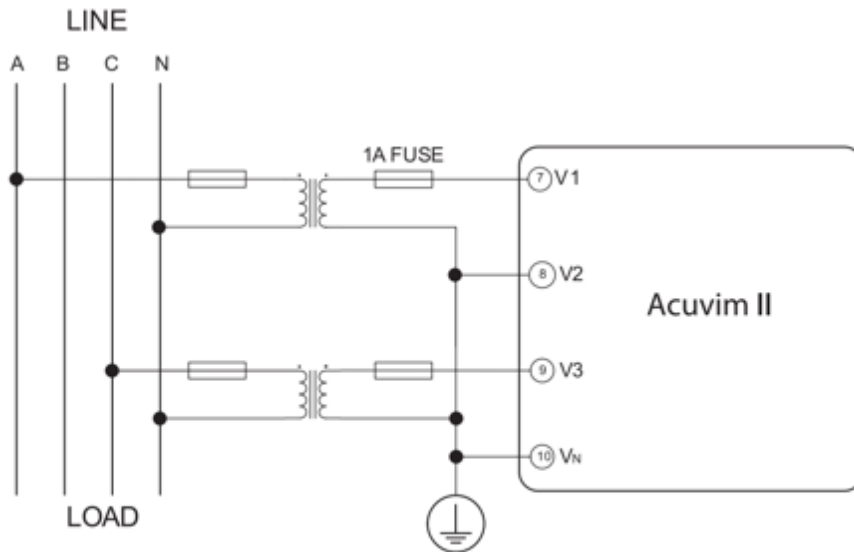 LINE
A B C N
1A FUSE
7 V1
8 V2
Acuvim II
9 V3
10 VN
LOAD